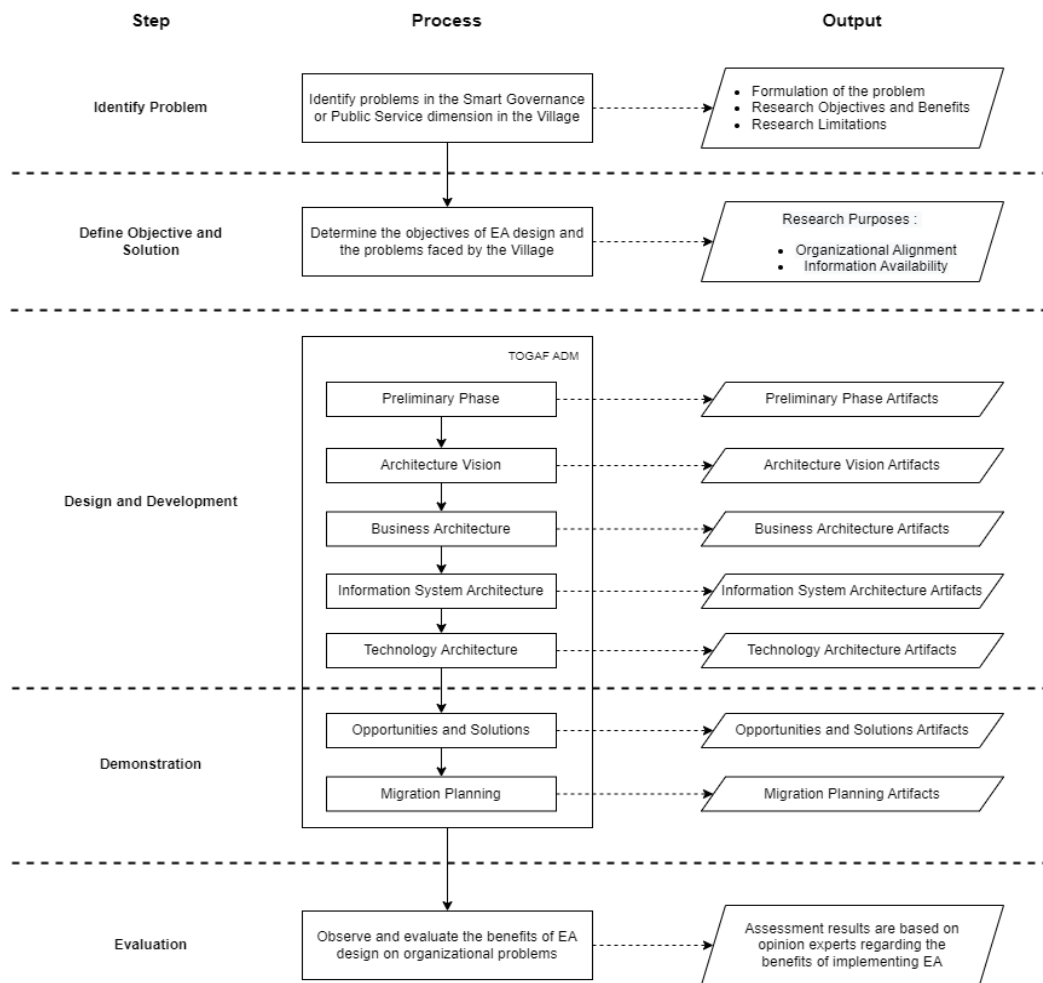 Step
Process
Output
Identify Problem
Identify problems in the Smart Governance
or Public Service dimension in the Village
• Formulation of the problem
• Research Objectives and Benefits
• Research Limitations
Define Objective and
Solution
Determine the objectives of EA design and
the problems faced by the Village
Research Purposes :
• Organizational Alignment
• Information Availability
Design and Development
TOGAF ADM
Preliminary Phase
Preliminary Phase Artifacts
Architecture Vision
Architecture Vision Artifacts
Business Architecture
Business Architecture Artifacts
Information System Architecture
Information System Architecture Artifacts
Technology Architecture
Technology Architecture Artifacts
Demonstration
Opportunities and Solutions
Opportunities and Solutions Artifacts
Migration Planning
Migration Planning Artifacts
Evaluation
Observe and evaluate the benefits of EA
design on organizational problems
Assessment results are based on
opinion experts regarding the
benefits of implementing EA